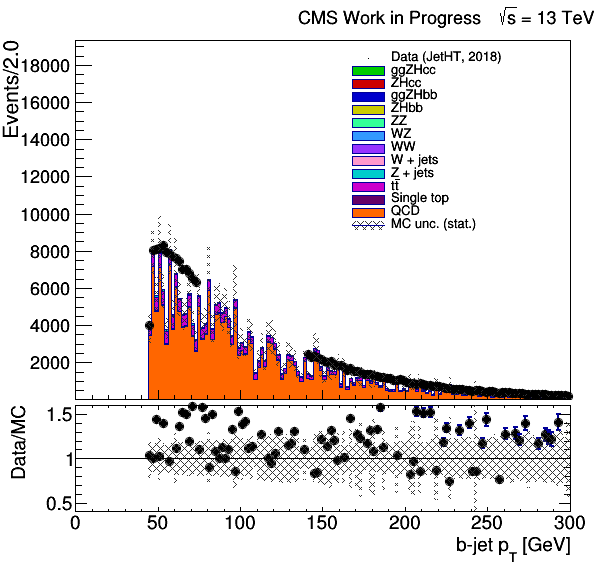 CMS Work in Progress √s = 13 TeV
Events/2.0
18000
16000
14000
12000
10000
8000
6000
4000
2000
Data (JetHT, 2018)
ggZHcc
ZHcc
ggZHbb
ZHbb
ZZ
WZ
WW
W + jets
Z + jets
tt̄
Single top
QCD
MC unc. (stat.)
Data/MC
1.5
1
0.5
0 50 100 150 200 250 300
b-jet p_T [GeV]